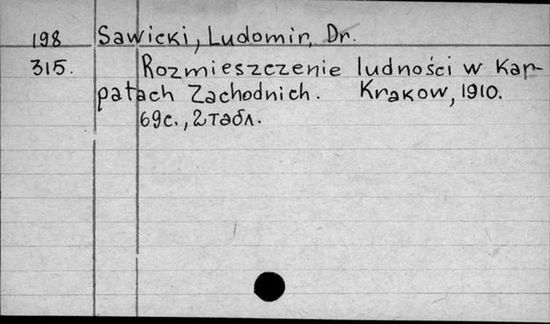 198 Sawicki, Ludomir, Dr.
315. Rozmieszczenie ludności w Kar-
patach Zachodnich. Krakow, 1910.
69с., 2табл.